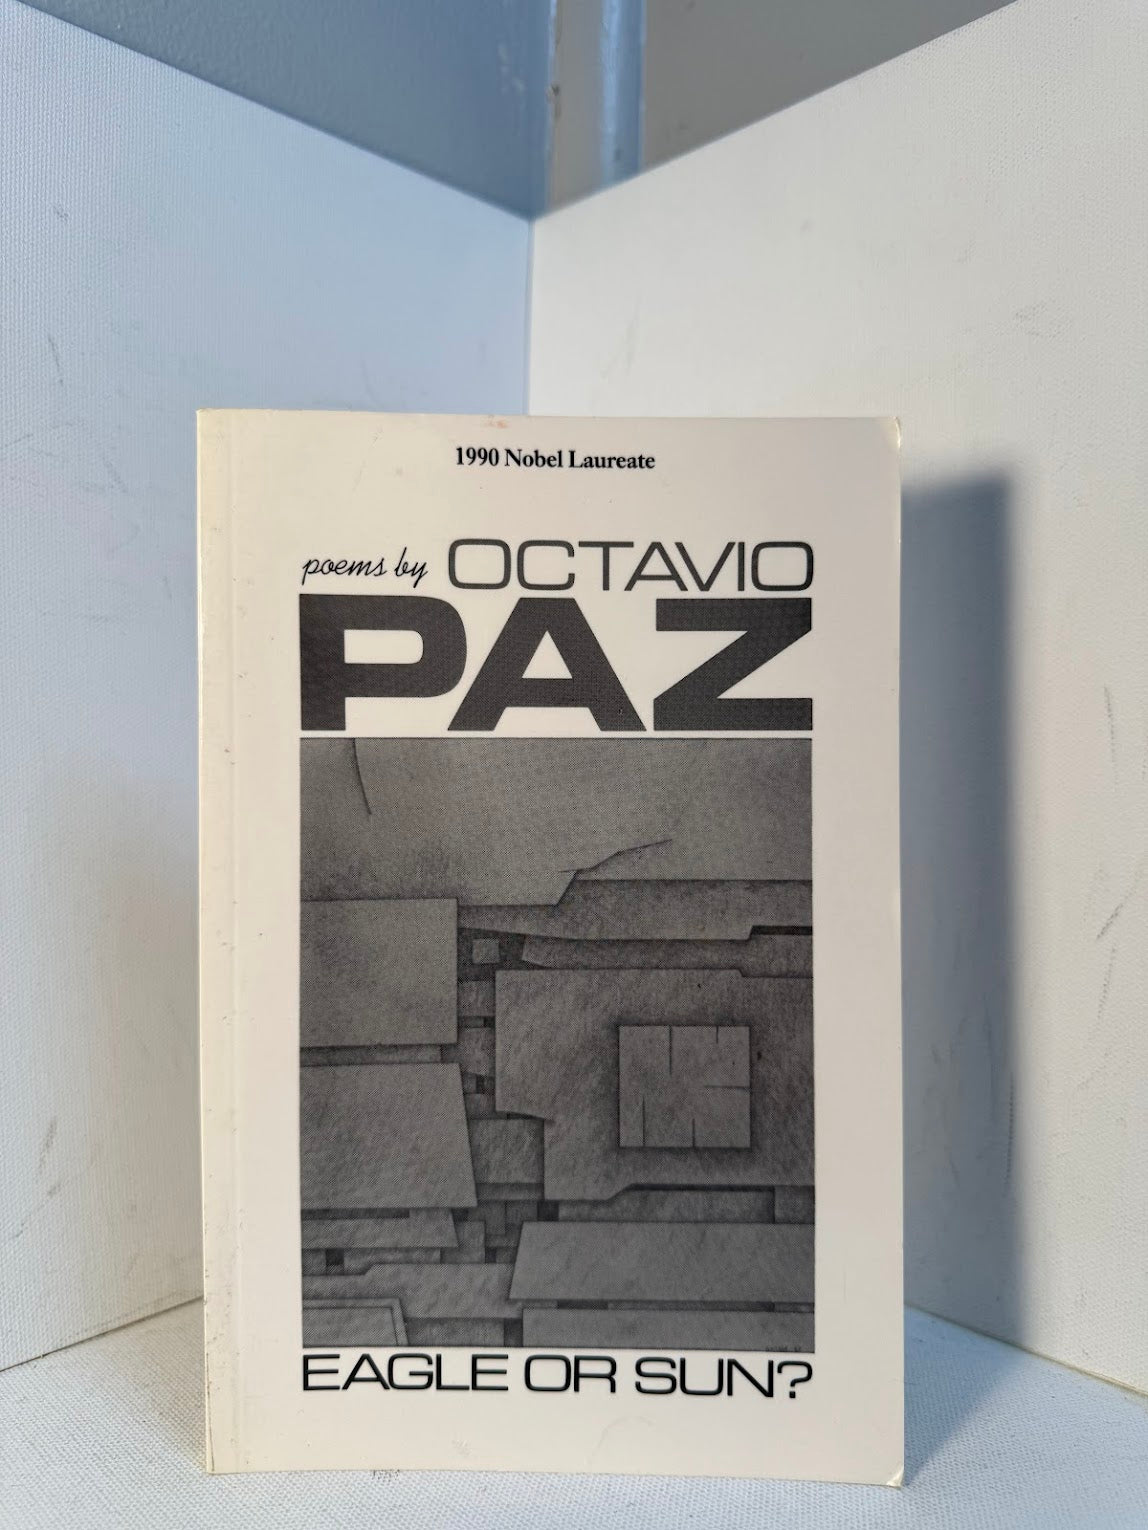 1990 Nobel Laureate
poems by OCTAVIO
PAZ
EAGLE OR SUN?